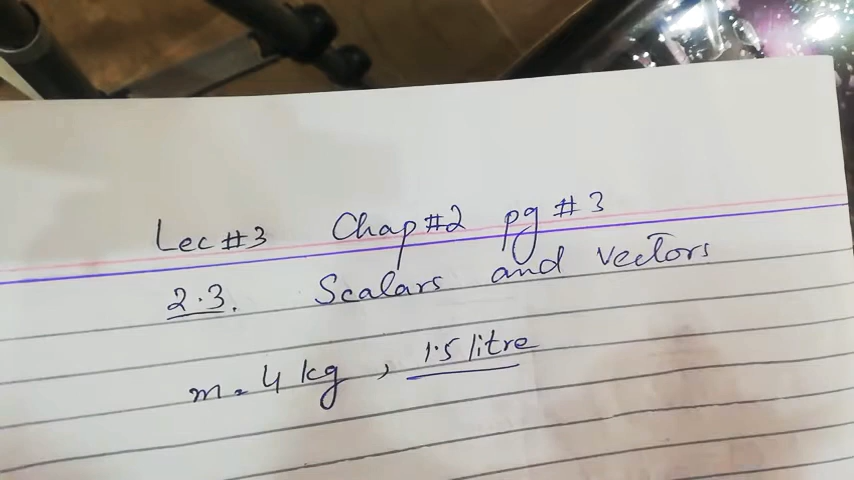 Lec #3 Chap #2 pg #3
2.3. Scalars and vectors
m = 4 kg, 1.5 litre